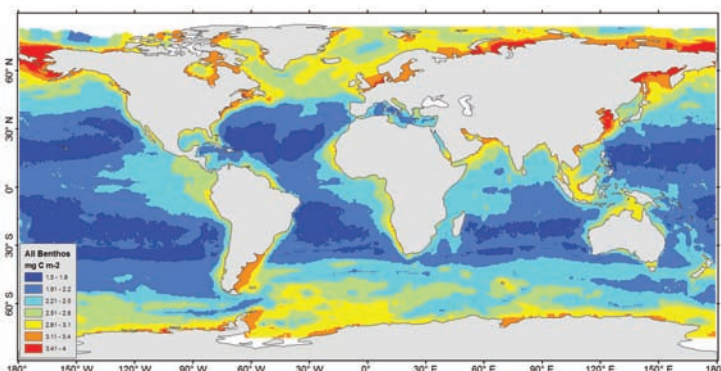 60° N
30° N
0°
30° S
60° S
All Benthos
mg C m-2
1.5 - 1.9
1.91 - 2.2
2.21 - 2.5
2.51 - 2.8
2.81 - 3.1
3.11 - 3.4
3.41 - 4
180° 150° W 120° W 90° W 60° W 30° W 0° 30° E 60° E 90° E 120° E 150° E 180°